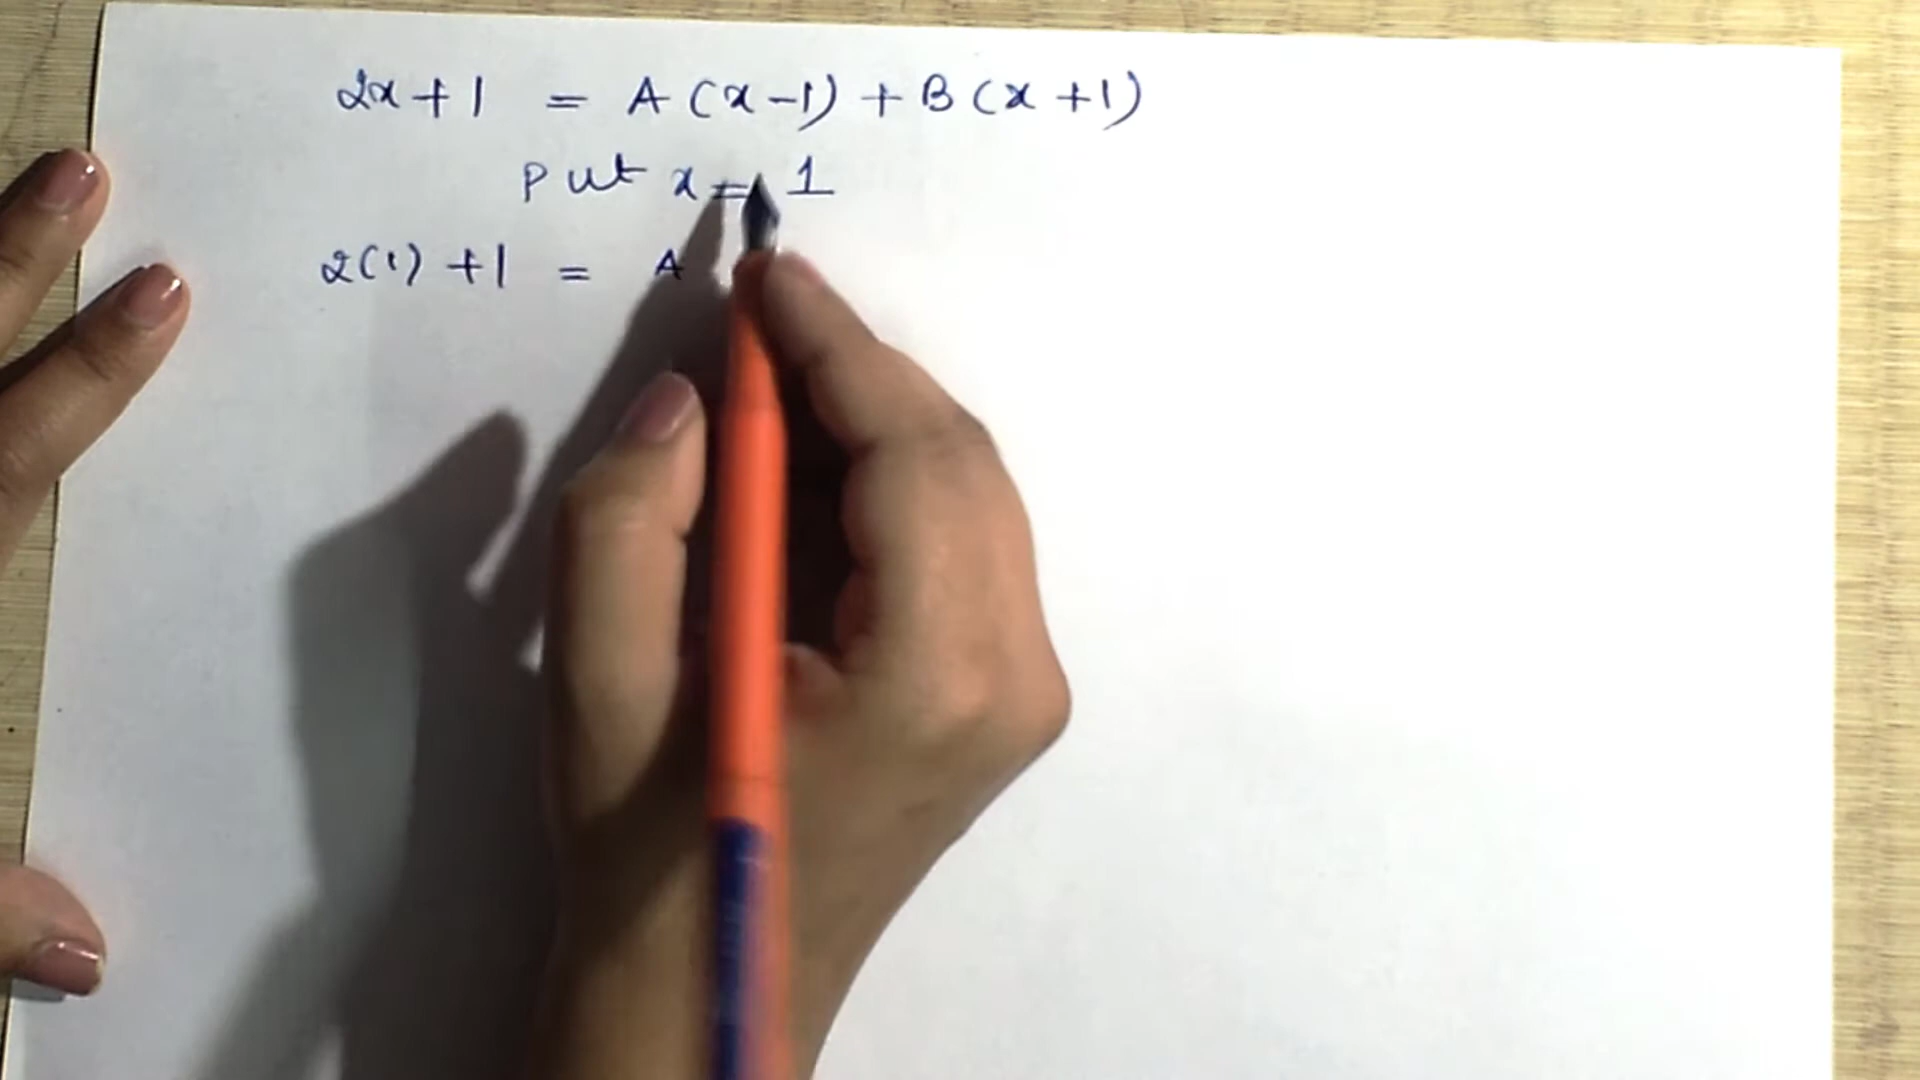 2x+1 = A(x-1)+B(x+1)
put x = 1
2(1)+1 = A